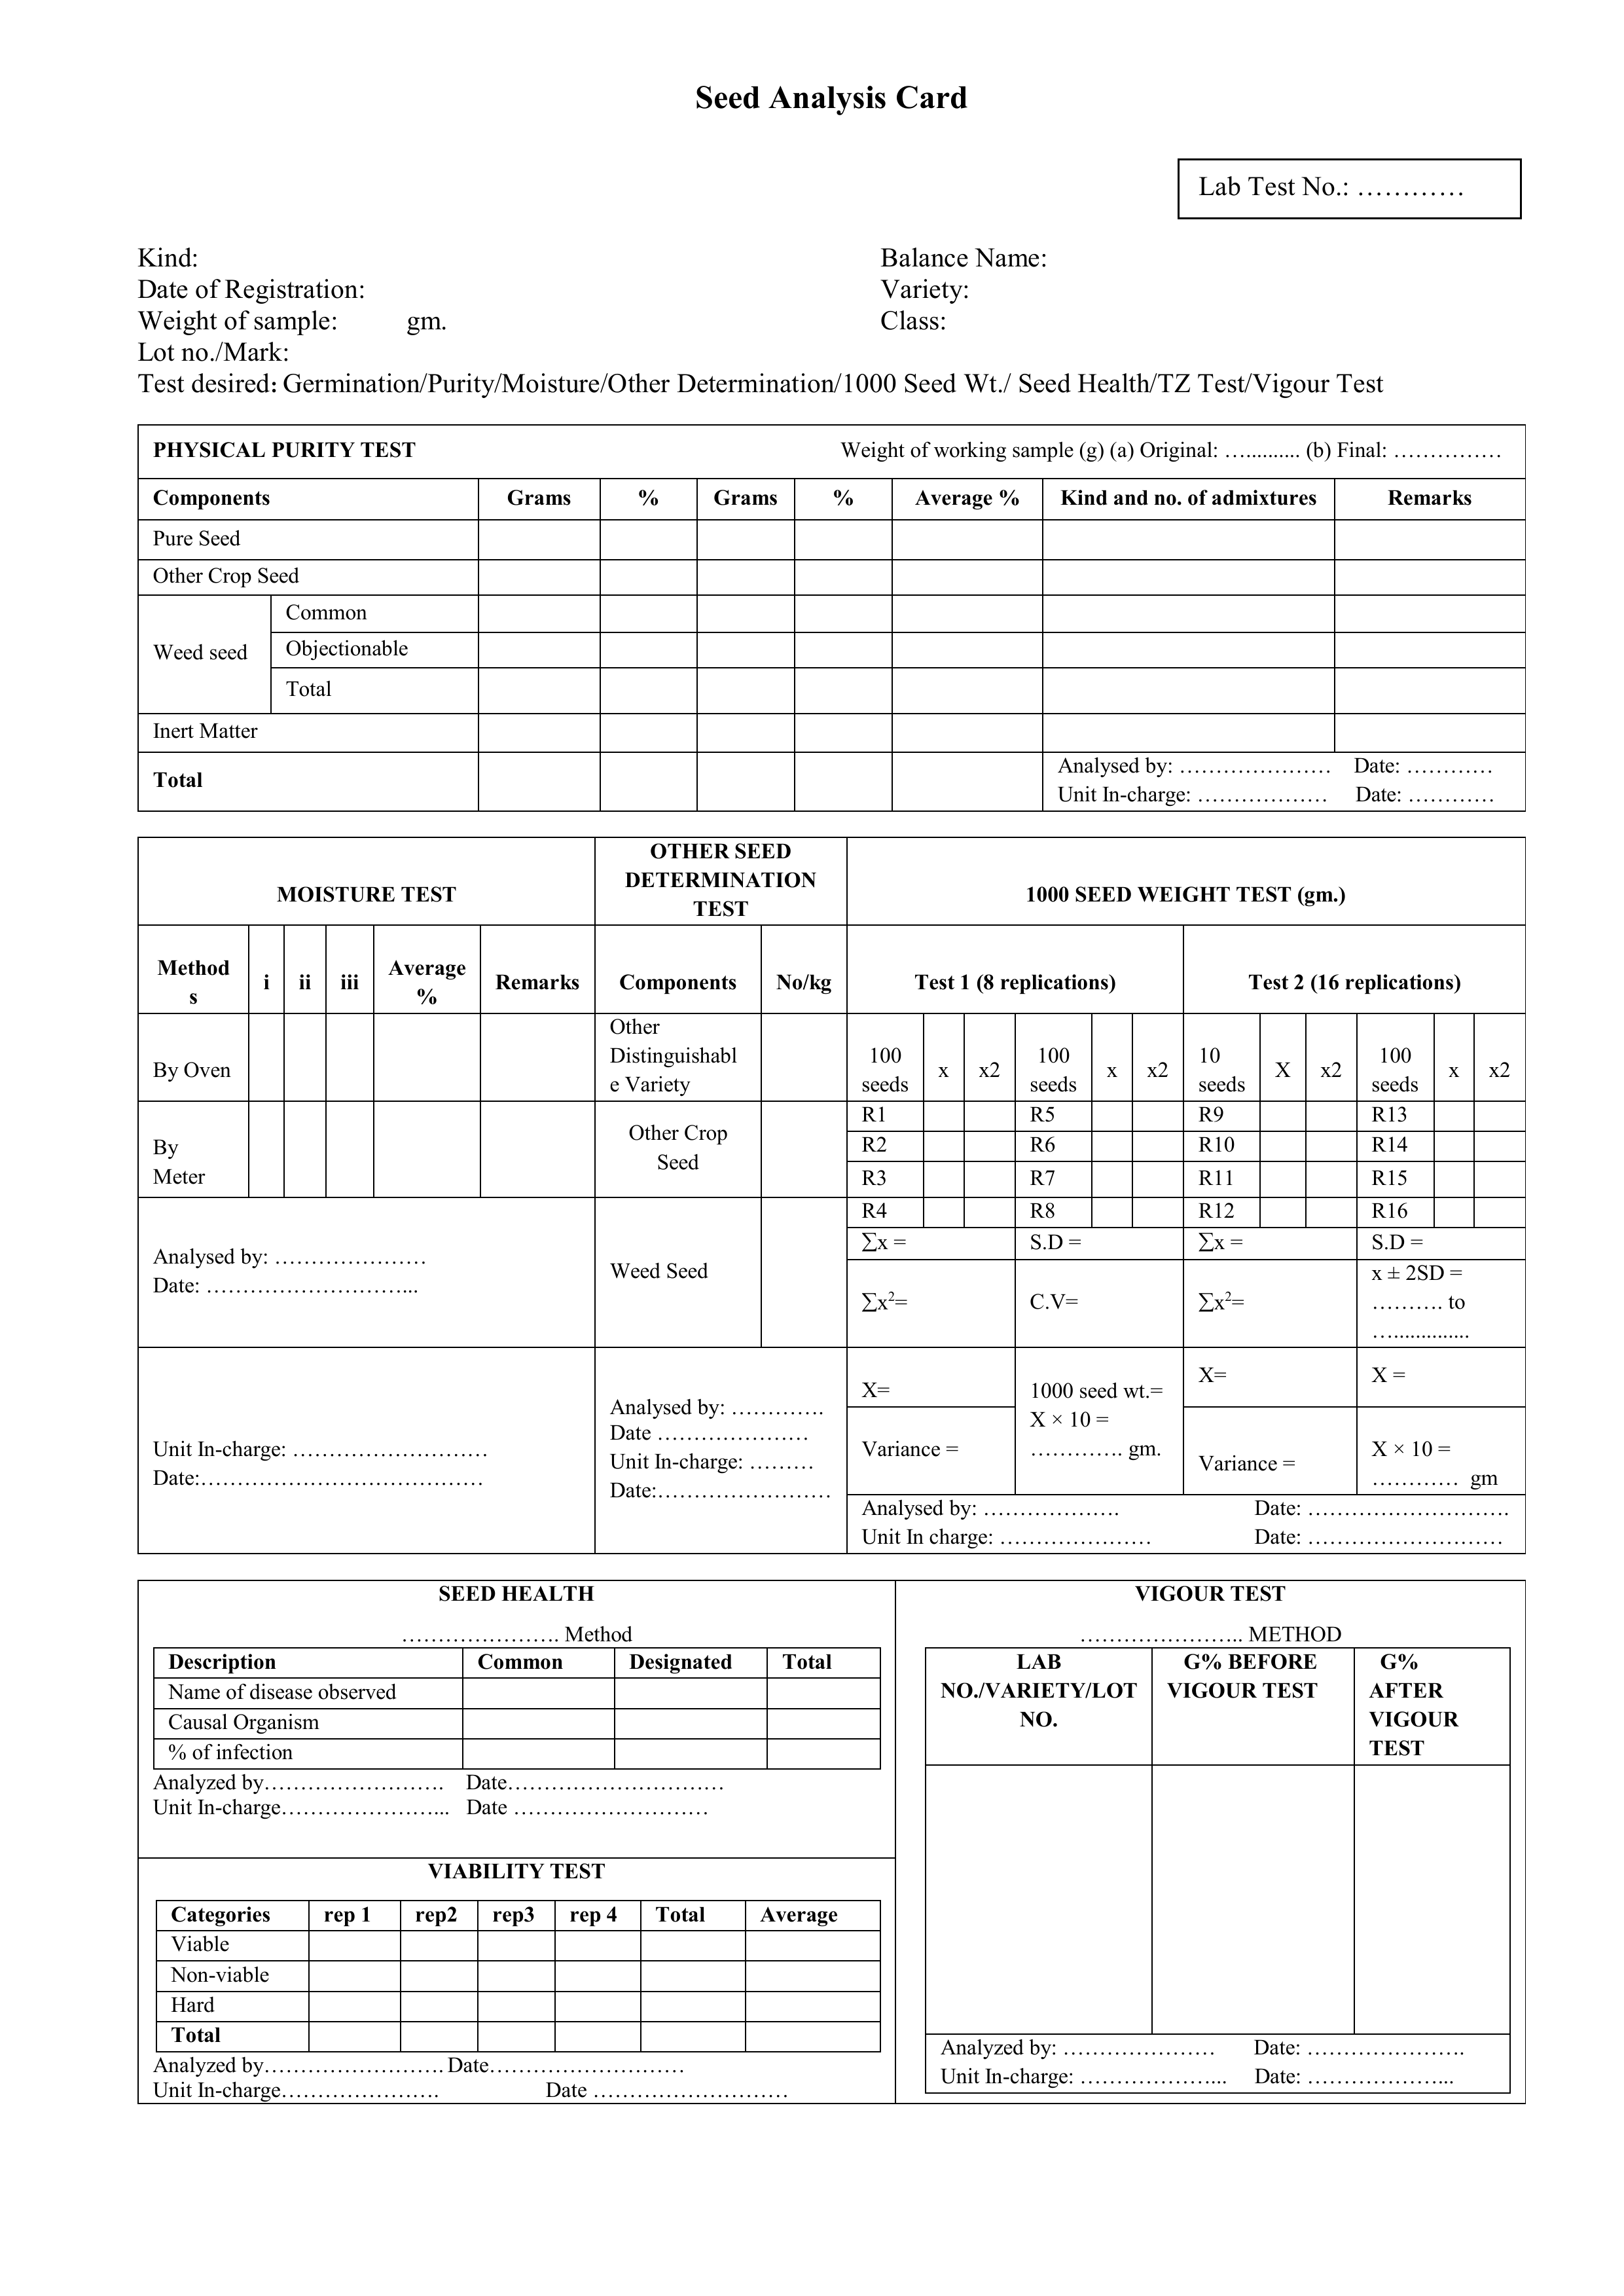 Seed Analysis Card
Lab Test No.: …………
Kind:
Balance Name:
Date of Registration:
Variety:
Weight of sample: gm.
Class:
Lot no./Mark:
Test desired: Germination/Purity/Moisture/Other Determination/1000 Seed Wt./ Seed Health/TZ Test/Vigour Test
PHYSICAL PURITY TEST Weight of working sample (g) (a) Original: ….......... (b) Final: ……………
Components Grams % Grams % Average % Kind and no. of admixtures Remarks
Pure Seed
Other Crop Seed
Weed seed
Common
Objectionable
Total
Inert Matter
Total
Analysed by: ………………… Date: …………
Unit In-charge: ……………… Date: …………
MOISTURE TEST
OTHER SEED
DETERMINATION
TEST
1000 SEED WEIGHT TEST (gm.)
Method
s
i ii iii
Average
%
Remarks Components No/kg Test 1 (8 replications) Test 2 (16 replications)
By Oven
Other
Distinguishabl
e Variety
100
seeds
x x2
100
seeds
x x2
10
seeds
X x2
100
seeds
x x2
By
Meter
Other Crop
Seed
R1 R5 R9 R13
R2 R6 R10 R14
R3 R7 R11 R15
R4 R8 R12 R16
Analysed by: …………………
Date: ………………………...
Weed Seed
∑x = S.D = ∑x = S.D =
∑x²= C.V= ∑x²=
x ± 2SD =
………. to
….............
Unit In-charge: ………………………
Date:…………………………………
Analysed by: ………….
Date …………………
Unit In-charge: ………
Date:……………………
X=
1000 seed wt.=
X × 10 =
…………. gm.
X= X =
Variance = Variance =
X × 10 =
………… gm
Analysed by: ………………. Date: ……………………….
Unit In charge: ………………… Date: ………………………
SEED HEALTH
…………………. Method
Description Common Designated Total
Name of disease observed
Causal Organism
% of infection
Analyzed by……………………. Date…………………………
Unit In-charge…………………... Date ………………………
VIABILITY TEST
Categories rep 1 rep2 rep3 rep 4 Total Average
Viable
Non-viable
Hard
Total
Analyzed by……………………. Date………………………
Unit In-charge…………………. Date ………………………
VIGOUR TEST
………………….. METHOD
LAB
NO./VARIETY/LOT
NO.
G% BEFORE
VIGOUR TEST
G%
AFTER
VIGOUR
TEST
Analyzed by: ………………… Date: ………………….
Unit In-charge: ………………... Date: ………………...